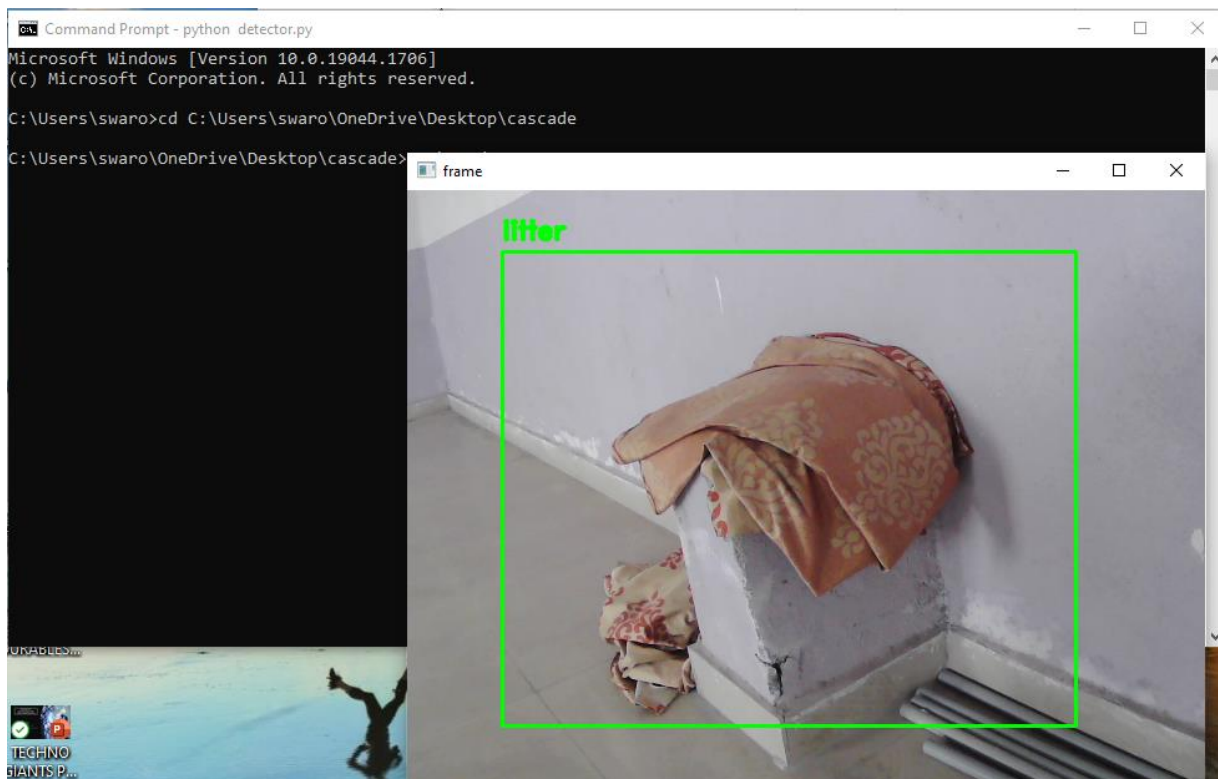 Command Prompt - python  detector.py
Microsoft Windows [Version 10.0.19044.1706]
(c) Microsoft Corporation. All rights reserved.
C:\Users\swaro>cd C:\Users\swaro\OneDrive\Desktop\cascade
C:\Users\swaro\OneDrive\Desktop\cascade>
frame
litter
TECHNO
GIANTS P...